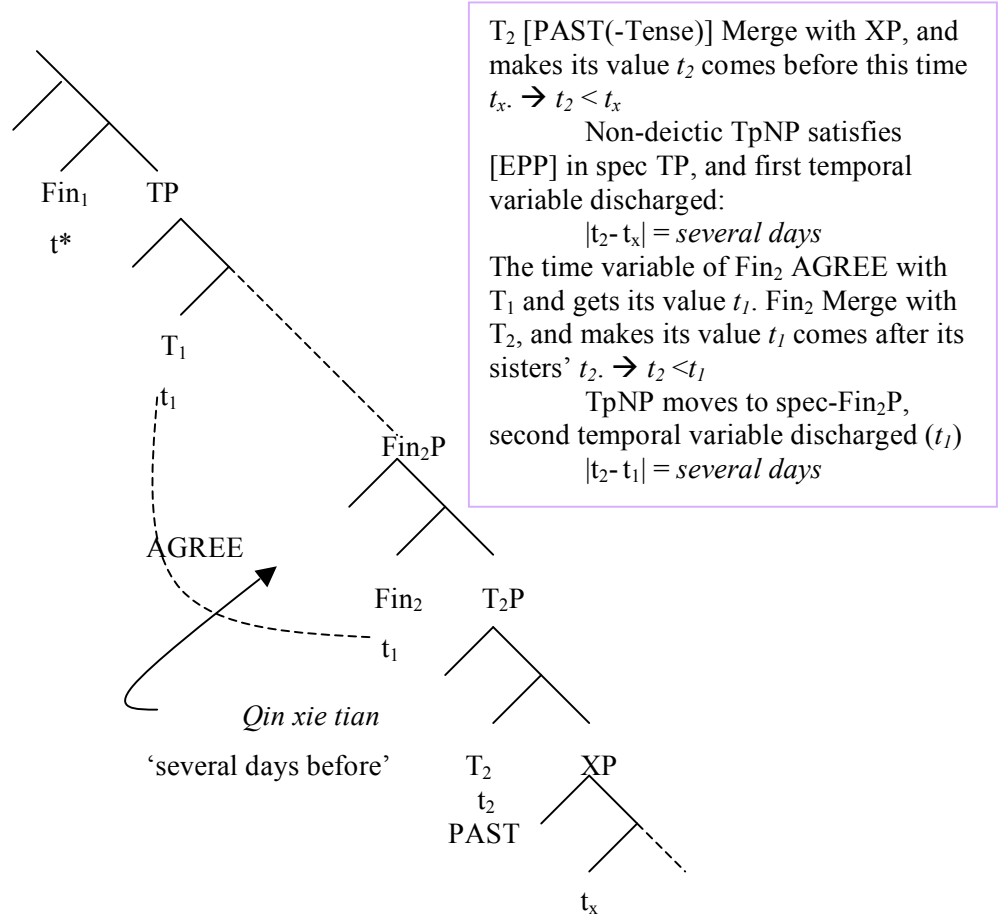 T₂ [PAST(-Tense)] Merge with XP, and
makes its value t₂ comes before this time
tₓ. → t₂ < tₓ
Non-deictic TpNP satisfies
[EPP] in spec TP, and first temporal
variable discharged:
|t₂- tₓ| = several days
The time variable of Fin₂ AGREE with
T₁ and gets its value t₁. Fin₂ Merge with
T₂, and makes its value t₁ comes after its
sisters’ t₂. → t₂ <t₁
TpNP moves to spec-Fin₂P,
second temporal variable discharged (t₁)
|t₂- t₁| = several days
Fin₁ TP
t*
T₁
t₁
Fin₂P
AGREE
Fin₂ T₂P
t₁
Qin xie tian
‘several days before’
T₂ XP
t₂
PAST
tₓ